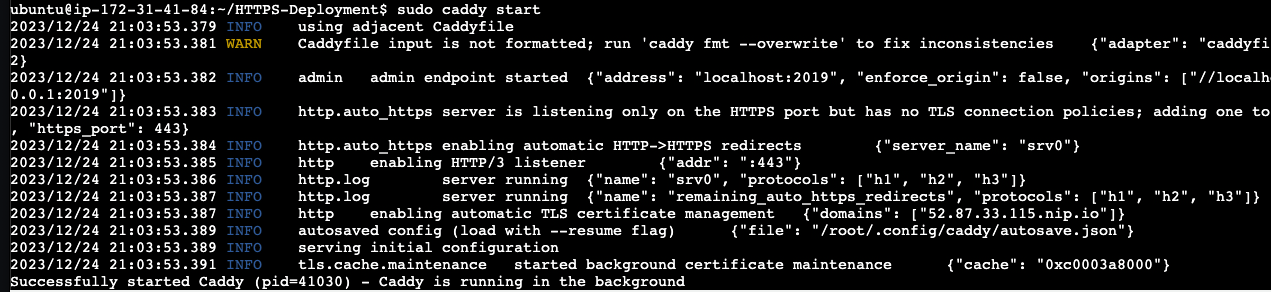 ubuntu@ip-172-31-41-84:~/HTTPS-Deployment$ sudo caddy start
2023/12/24 21:03:53.379 INFO    using adjacent Caddyfile
2023/12/24 21:03:53.381 WARN    Caddyfile input is not formatted; run 'caddy fmt --overwrite' to fix inconsistencies    {"adapter": "caddyfi
2}
2023/12/24 21:03:53.382 INFO    admin   admin endpoint started  {"address": "localhost:2019", "enforce_origin": false, "origins": ["//localh
0.0.1:2019"]}
2023/12/24 21:03:53.383 INFO    http.auto_https server is listening only on the HTTPS port but has no TLS connection policies; adding one to
, "https_port": 443}
2023/12/24 21:03:53.384 INFO    http.auto_https enabling automatic HTTP->HTTPS redirects        {"server_name": "srv0"}
2023/12/24 21:03:53.385 INFO    http    enabling HTTP/3 listener        {"addr": ":443"}
2023/12/24 21:03:53.386 INFO    http.log        server running  {"name": "srv0", "protocols": ["h1", "h2", "h3"]}
2023/12/24 21:03:53.387 INFO    http.log        server running  {"name": "remaining_auto_https_redirects", "protocols": ["h1", "h2", "h3"]}
2023/12/24 21:03:53.387 INFO    http    enabling automatic TLS certificate management   {"domains": ["52.87.33.115.nip.io"]}
2023/12/24 21:03:53.389 INFO    autosaved config (load with --resume flag)      {"file": "/root/.config/caddy/autosave.json"}
2023/12/24 21:03:53.389 INFO    serving initial configuration
2023/12/24 21:03:53.391 INFO    tls.cache.maintenance   started background certificate maintenance      {"cache": "0xc0003a8000"}
Successfully started Caddy (pid=41030) - Caddy is running in the background